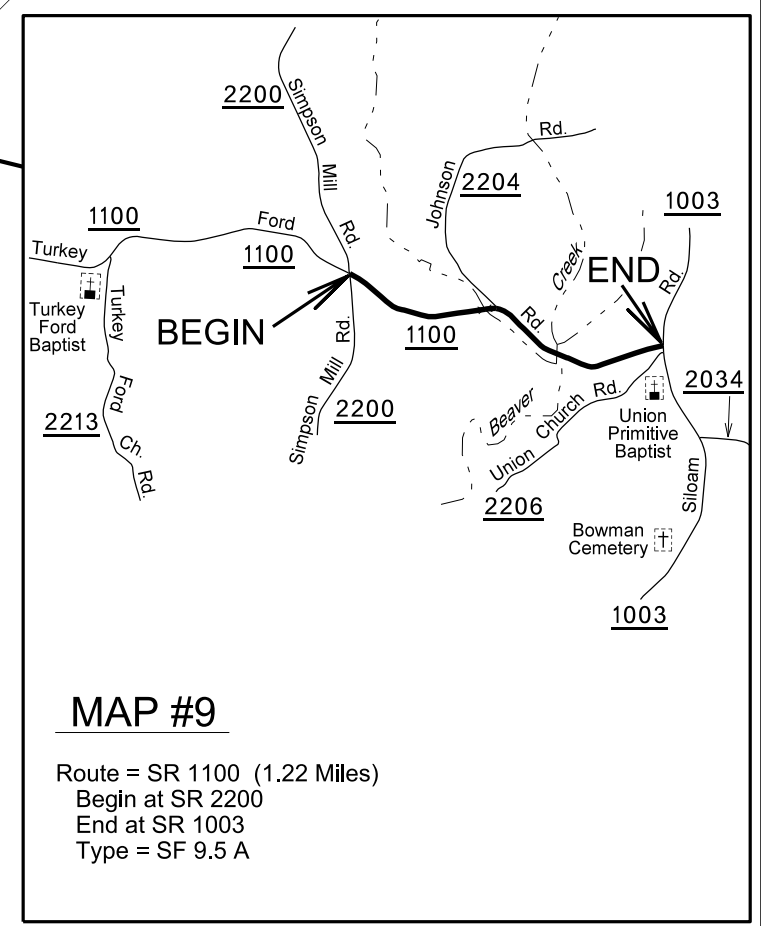 2200
Simpson Mill Rd.
Johnson Rd.
2204
1003
1100
Turkey Ford Rd.
1100
Creek
END
Rd.
Turkey
Ford
Baptist
Turkey Ford Ch. Rd.
BEGIN
1100
Simpson Mill Rd.
2200
2213
Beaver
Union Church Rd.
2206
Union
Primitive
Baptist
2034
Siloam
Bowman
Cemetery
1003
MAP #9
Route = SR 1100 (1.22 Miles)
Begin at SR 2200
End at SR 1003
Type = SF 9.5 A